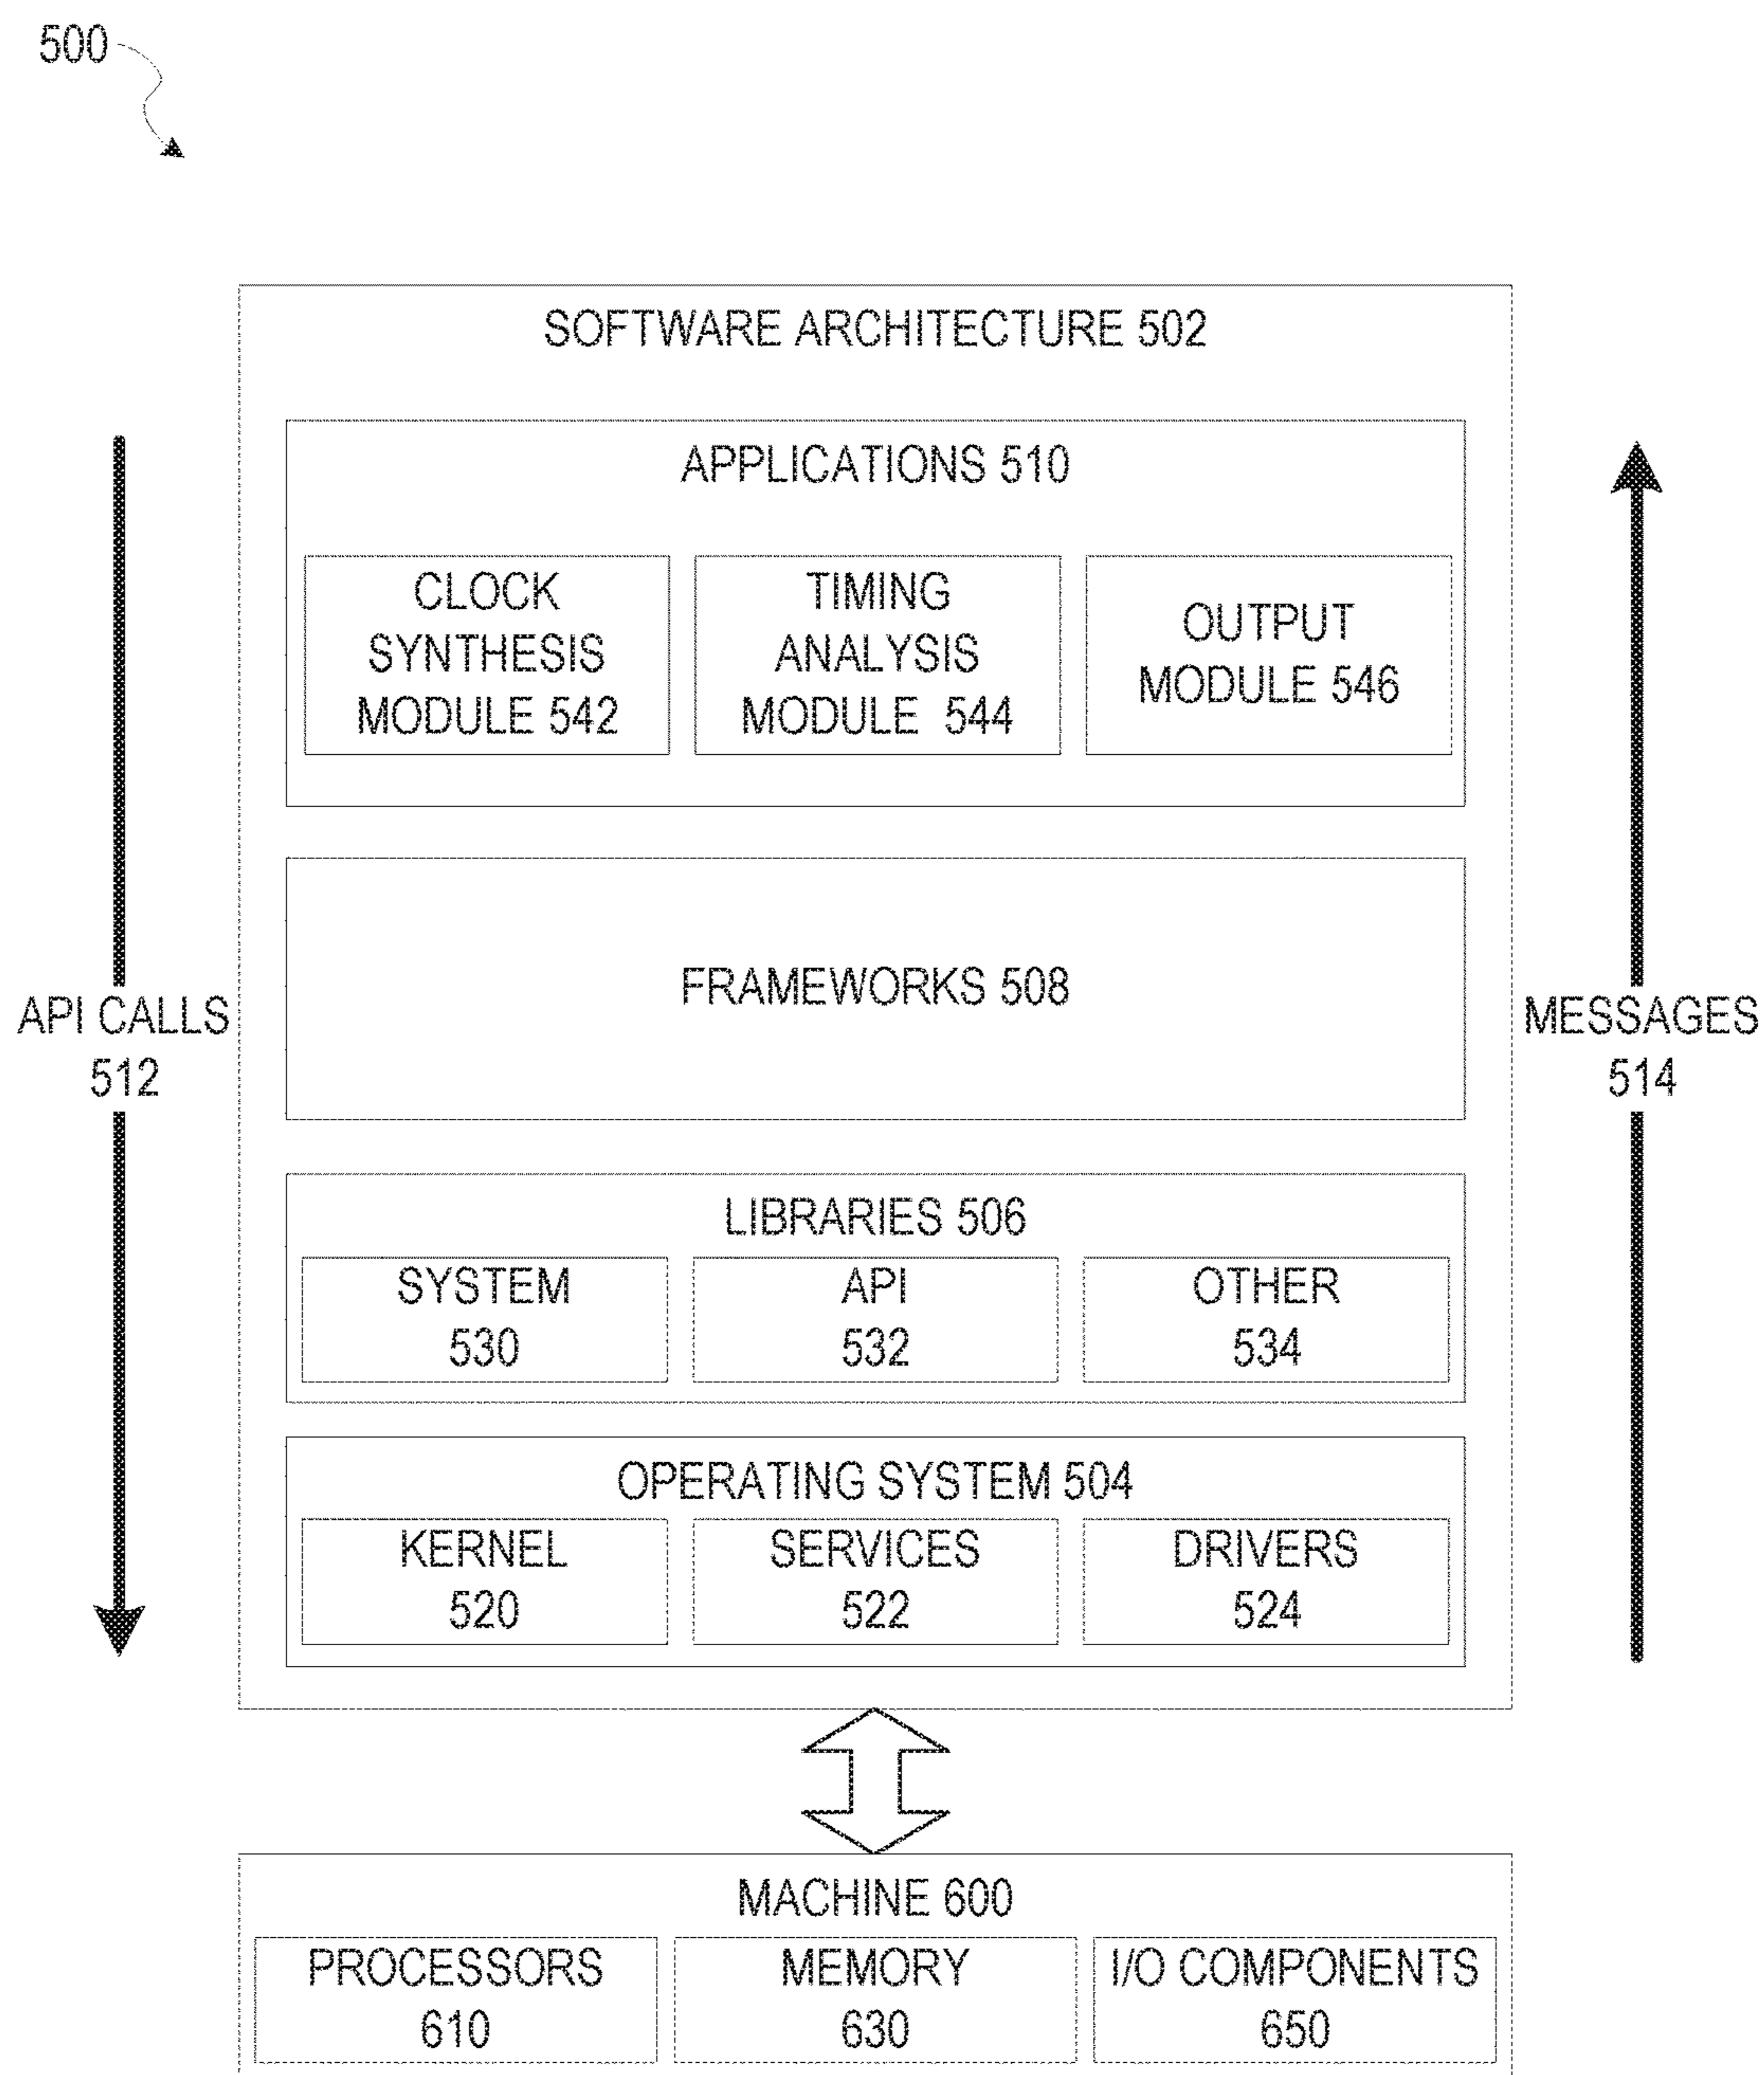 500
SOFTWARE ARCHITECTURE 502
APPLICATIONS 510
CLOCK
SYNTHESIS
MODULE 542
TIMING
ANALYSIS
MODULE 544
OUTPUT
MODULE 546
FRAMEWORKS 508
API CALLS
512
MESSAGES
514
LIBRARIES 506
SYSTEM
530
API
532
OTHER
534
OPERATING SYSTEM 504
KERNEL
520
SERVICES
522
DRIVERS
524
MACHINE 600
PROCESSORS
610
MEMORY
630
I/O COMPONENTS
650